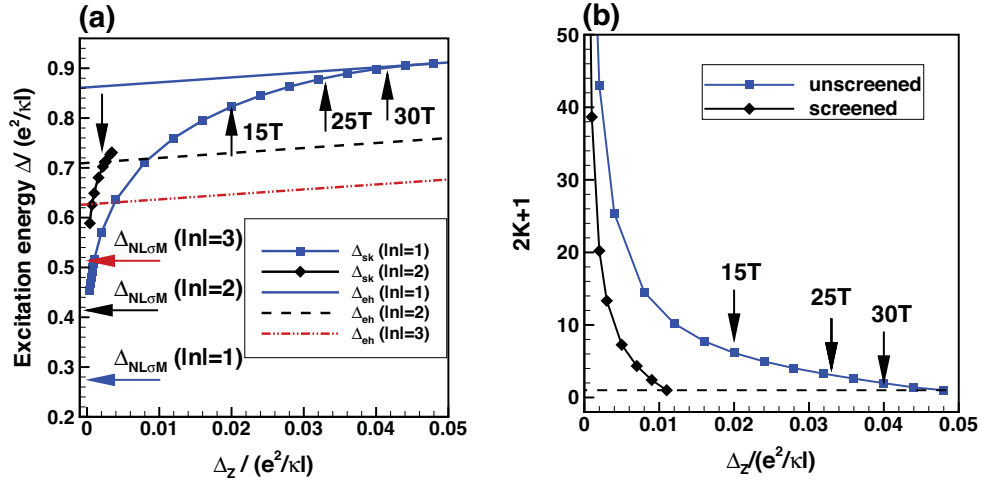 (a)
Excitation energy Δ/ (e²/κl)
0.9
0.8
0.7
0.6
0.5
0.4
0.3
0.2
0
0.01
0.02
0.03
0.04
0.05
Δ_Z / (e²/κl)
15T
25T
30T
Δ_NLσM (|n|=3)
Δ_NLσM (|n|=2)
Δ_NLσM (|n|=1)
Δ_sk (|n|=1)
Δ_sk (|n|=2)
Δ_eh (|n|=1)
Δ_eh (|n|=2)
Δ_eh (|n|=3)
(b)
2K+1
50
40
30
20
10
0
0
0.01
0.02
0.03
0.04
0.05
Δ_Z/(e²/κl)
unscreened
screened
15T
25T
30T